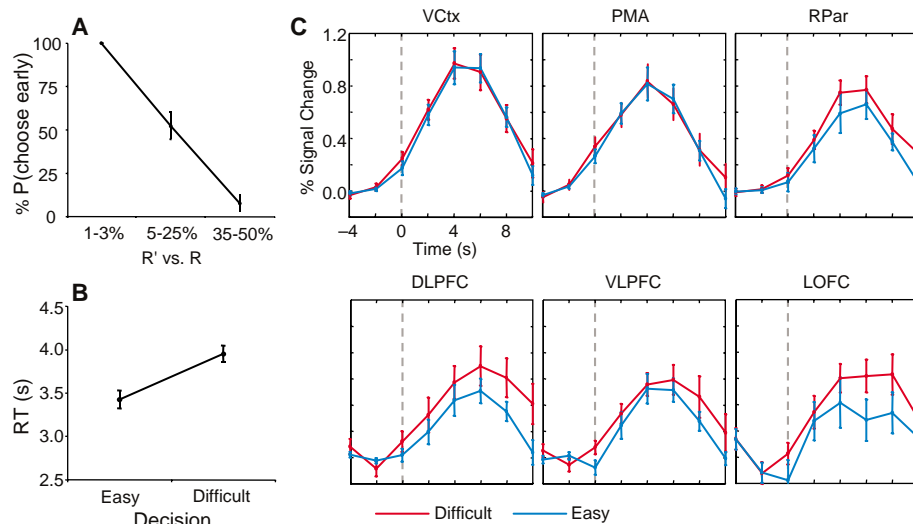 A
% P(choose early)
100
75
50
25
0
1-3% 5-25% 35-50%
R' vs. R
B
RT (s)
4.5
4.0
3.5
3.0
2.5
Easy Difficult
Decision
C
VCtx PMA RPar
% Signal Change
1.2
0.8
0.4
0.0
−4 0 4 8
Time (s)
DLPFC VLPFC LOFC
Difficult Easy